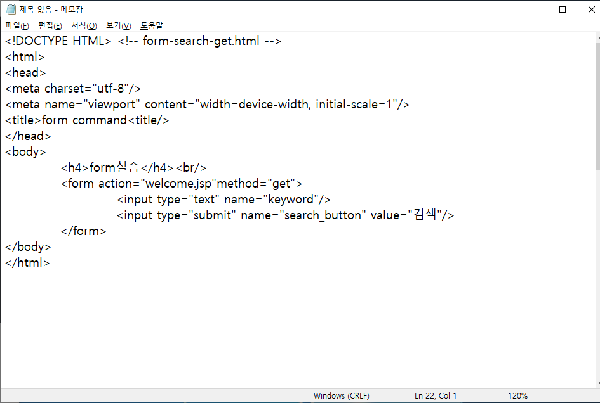 제목 없음 - 메모장
파일(F) 편집(E) 서식(O) 보기(V) 도움말
<!DOCTYPE HTML> <!-- form-search-get.html -->
<html>
<head>
<meta charset="utf-8"/>
<meta name="viewport" content="width=device-width, initial-scale=1"/>
<title>form command<title/>
</head>
<body>
<h4>form실습</h4><br/>
<form action="welcome.jsp"method="get">
<input type="text" name="keyword"/>
<input type="submit" name="search_button" value="검색"/>
</form>
</body>
</html>
Windows (CRLF) Ln 22, Col 1 120%